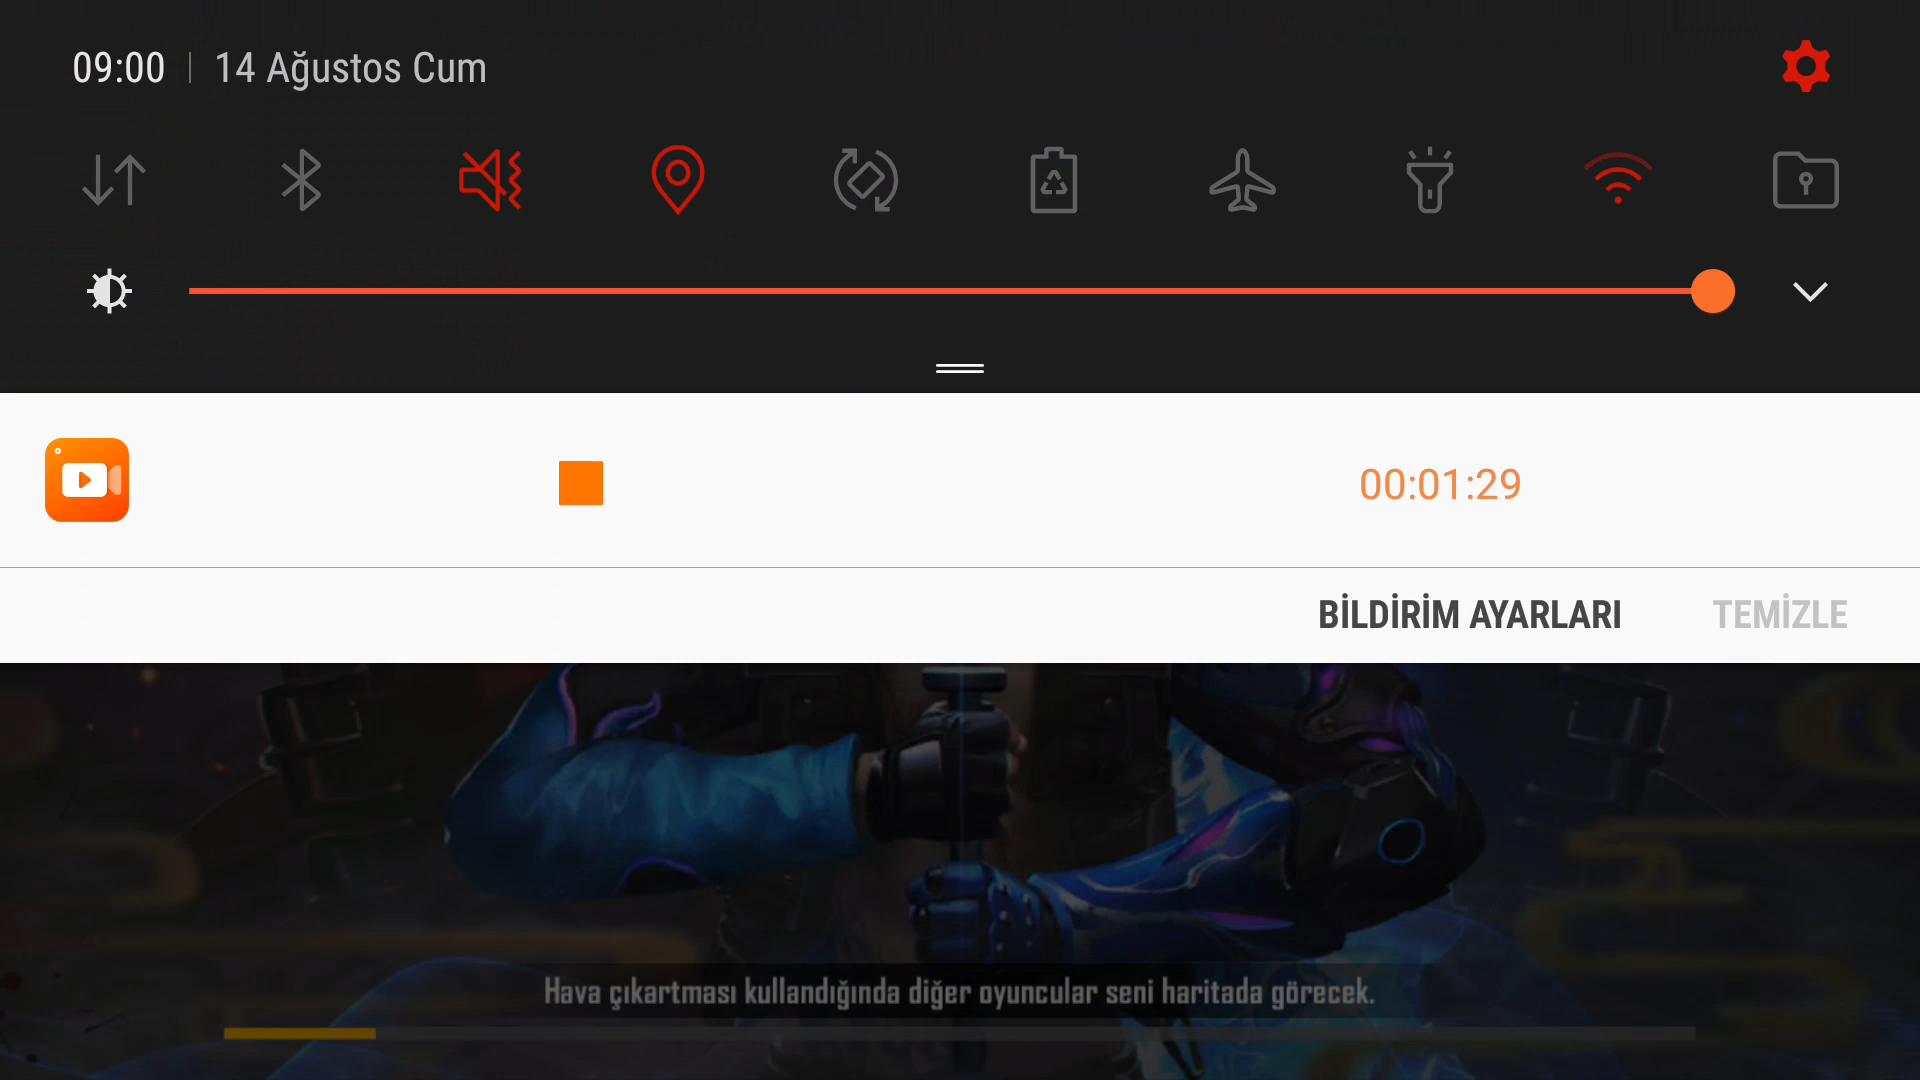 09:00 14 Ağustos Cum
00:01:29
BİLDİRİM AYARLARI TEMİZLE
Hava çıkartması kullandığında diğer oyuncular seni haritada görecek.